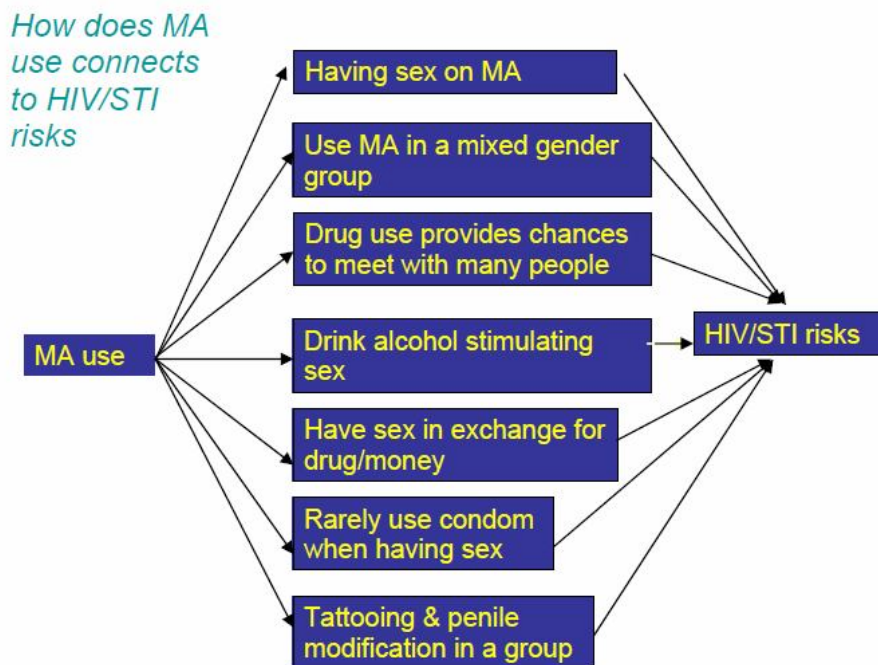 How does MA
use connects
to HIV/STI
risks
Having sex on MA
Use MA in a mixed gender
group
Drug use provides chances
to meet with many people
MA use
Drink alcohol stimulating
sex
HIV/STI risks
Have sex in exchange for
drug/money
Rarely use condom
when having sex
Tattooing & penile
modification in a group